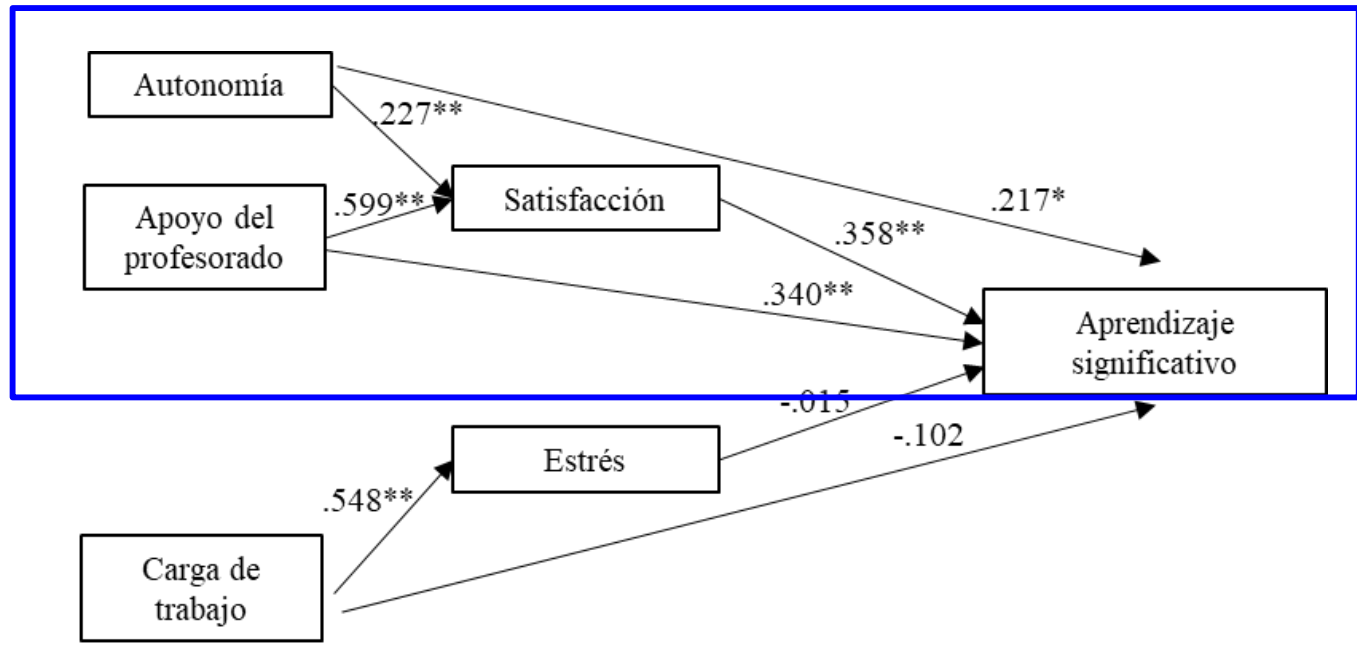 Autonomía
.227**
Satisfacción
.217*
.599**
Apoyo del
profesorado
.358**
.340**
Aprendizaje
significativo
-.015
-.102
Estrés
.548**
Carga de
trabajo